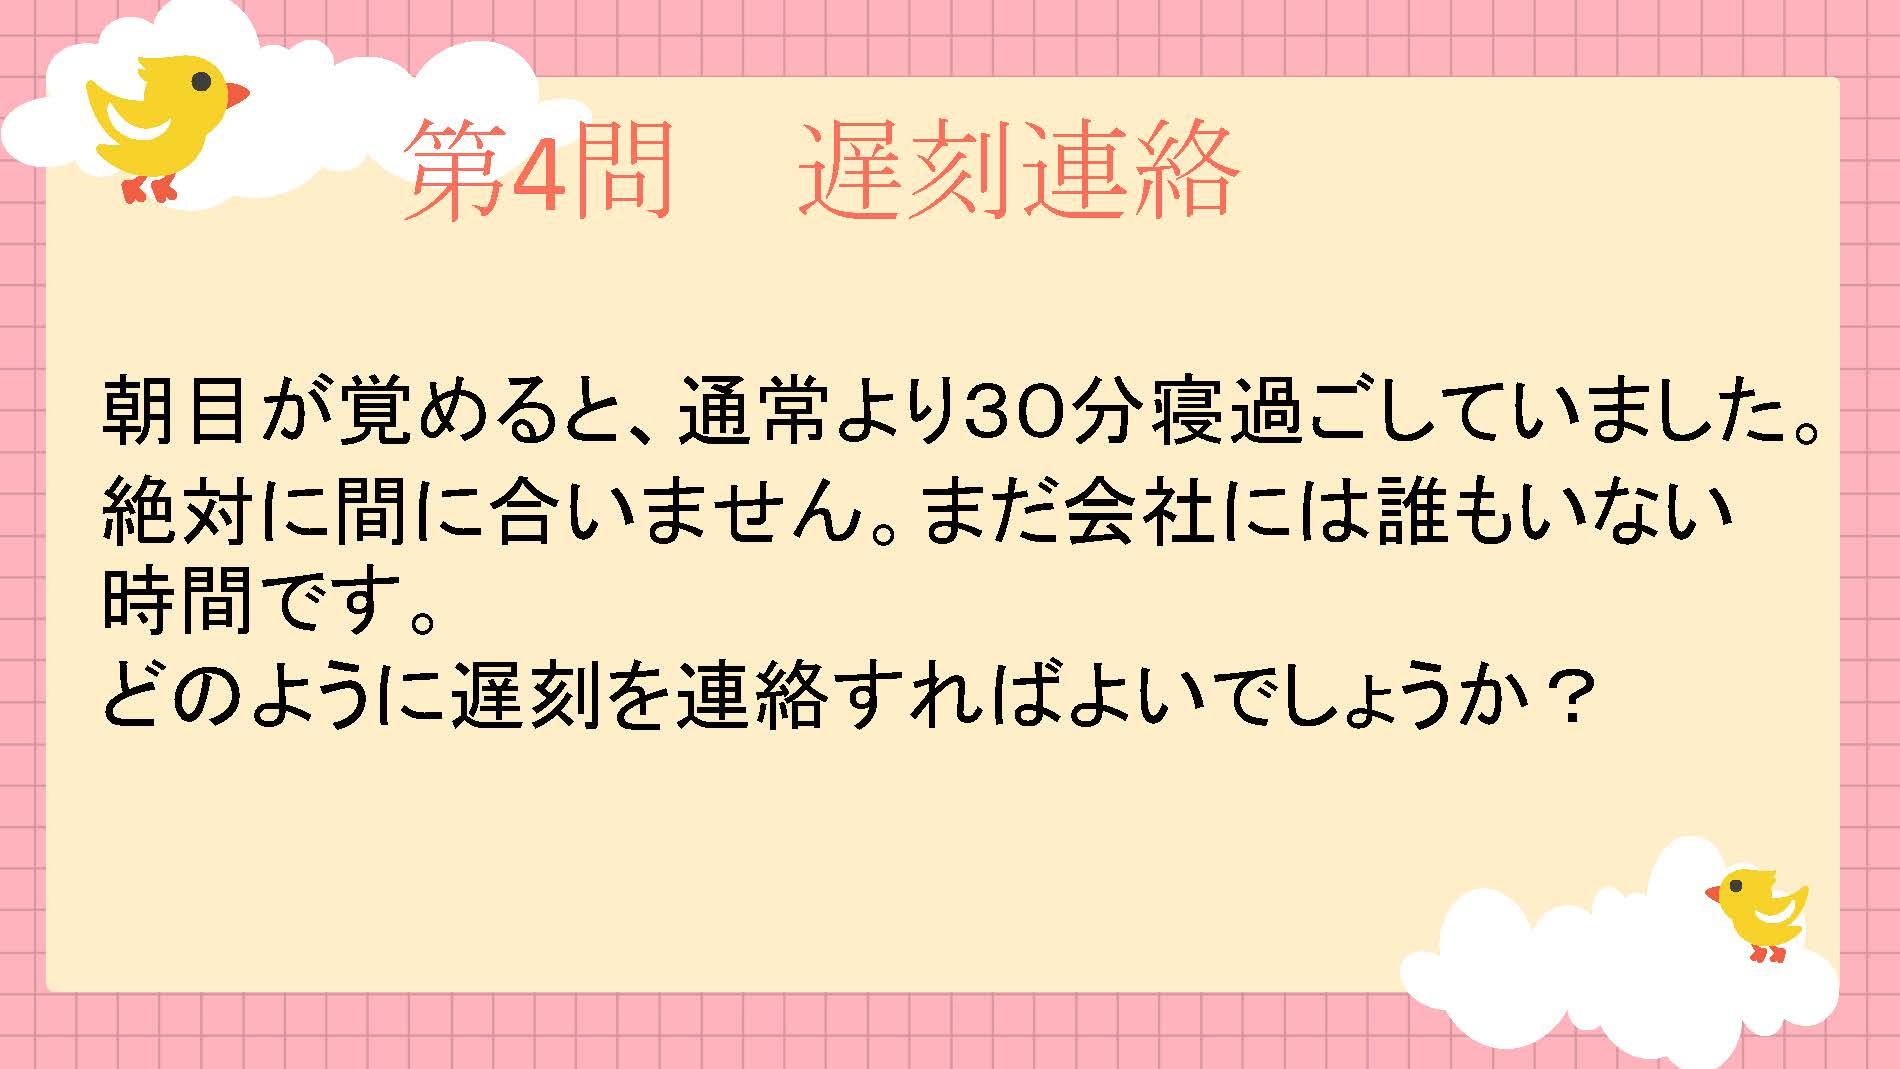 第4問　遅刻連絡
朝目が覚めると、通常より３０分寝過ごしていました。
絶対に間に合いません。まだ会社には誰もいない
時間です。
どのように遅刻を連絡すればよいでしょうか？